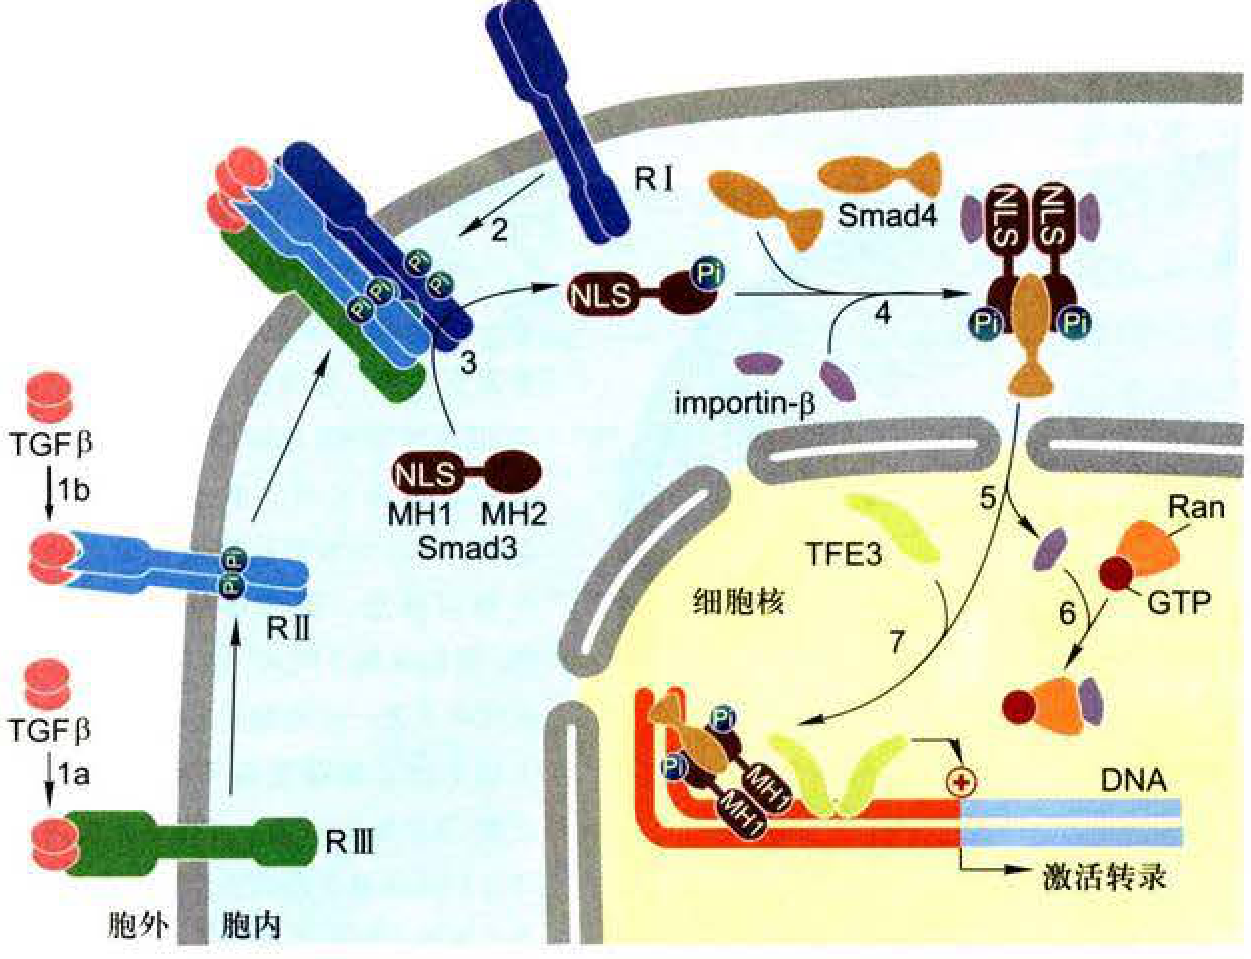 RⅠ
2
Smad4
NLS
NLS
Pi
Pi
Pi
Pi
Pi
Pi
Pi
NLS
Pi
4
3
importin-β
TGFβ
1b
NLS
MH1 MH2
Smad3
Pi
Pi
RⅡ
5
Ran
TFE3
GTP
细胞核
6
7
TGFβ
1a
Pi
Pi
MH1
MH1
+
DNA
RⅢ
激活转录
胞外 胞内